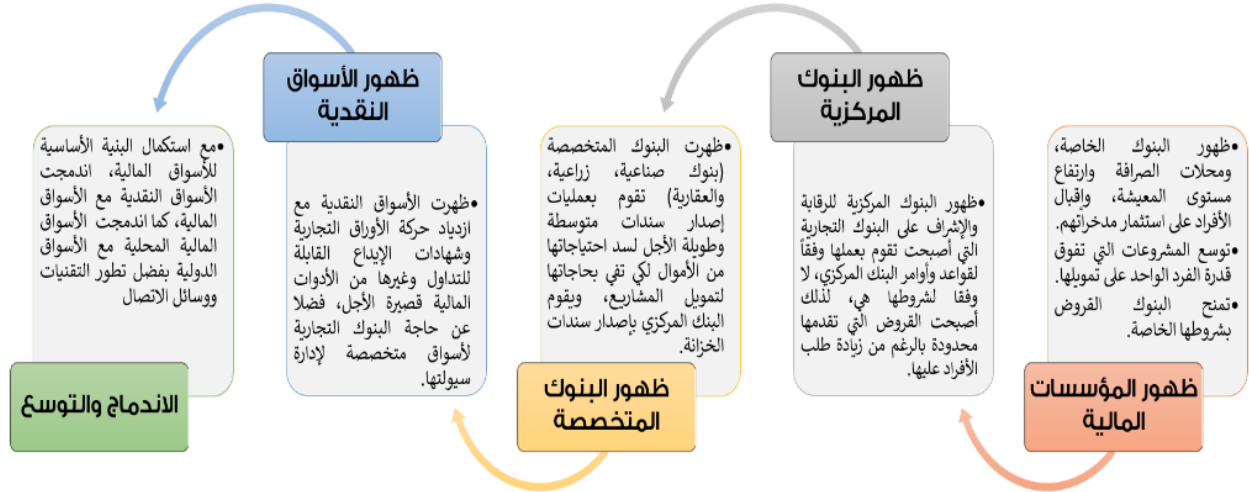 •ظهور البنوك الخاصة،
ومحلات الصرافة وارتفاع
مستوى المعيشة، وإقبال
الأفراد على استثمار مدخراتهم.
•توسع المشروعات التي تفوق
قدرة الفرد الواحد على تمويلها.
•تمنح البنوك القروض
بشروطها الخاصة.
ظهور المؤسسات
المالية
ظهور البنوك
المركزية
•ظهور البنوك المركزية للرقابة
والإشراف على البنوك التجارية
التي أصبحت تقوم بعملها وفقاً
لقواعد وأوامر البنك المركزي، لا
وفقا لشروطها هي، لذلك
أصبحت القروض التي تقدمها
محدودة بالرغم من زيادة طلب
الأفراد عليها.
•ظهرت البنوك المتخصصة
(بنوك صناعية، زراعية،
والعقارية) تقوم بعمليات
إصدار سندات متوسطة
وطويلة الأجل لسد احتياجاتها
من الأموال لكي تفي بحاجاتها
لتمويل المشاريع، ويقوم
البنك المركزي بإصدار سندات
الخزانة.
ظهور البنوك
المتخصصة
ظهور الأسواق
النقدية
•ظهرت الأسواق النقدية مع
ازدياد حركة الأوراق التجارية
وشهادات الإيداع القابلة
للتداول وغيرها من الأدوات
المالية قصيرة الأجل، فضلا
عن حاجة البنوك التجارية
لأسواق متخصصة لإدارة
سيولتها.
•مع استكمال البنية الأساسية
للأسواق المالية، اندمجت
الأسواق النقدية مع الأسواق
المالية، كما اندمجت الأسواق
المالية المحلية مع الأسواق
الدولية بفضل تطور التقنيات
ووسائل الاتصال
الاندماج والتوسع